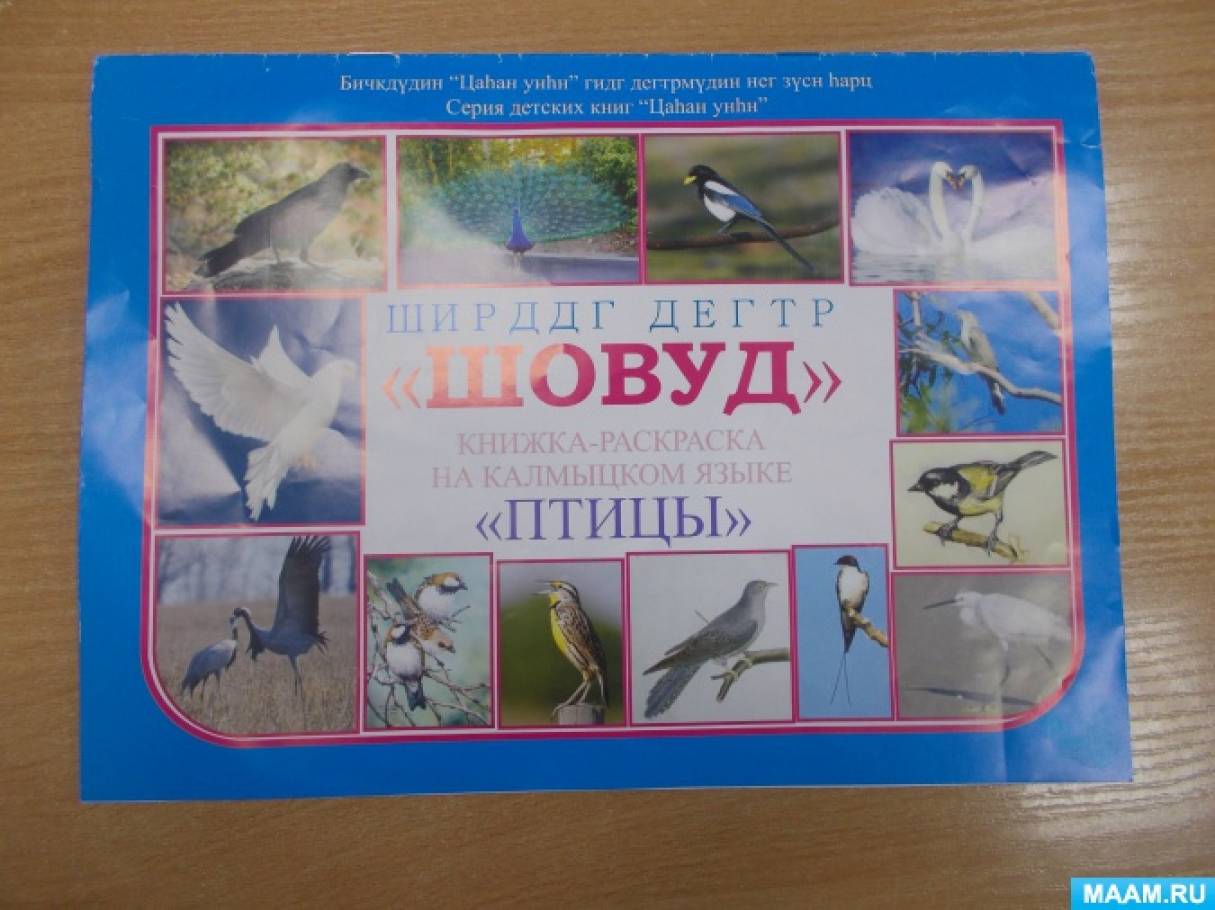 Бичкдүдин “Цаһан унһн” гидг дегтрмүдин нег зүсн һарц
Серия детских книг “Цаһан унһн”
ШИРДДГ ДЕГТР
«ШОВУД»
КНИЖКА-РАСКРАСКА
НА КАЛМЫЦКОМ ЯЗЫКЕ
«ПТИЦЫ»
MAAM.RU